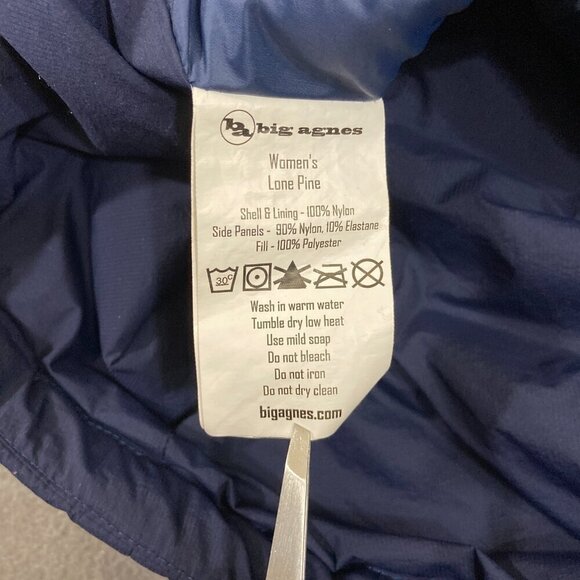 ba big agnes
Women's
Lone Pine
Shell & Lining - 100% Nylon
Side Panels - 90% Nylon, 10% Elastane
Fill - 100% Polyester
30°C
Wash in warm water
Tumble dry low heat
Use mild soap
Do not bleach
Do not iron
Do not dry clean
bigagnes.com